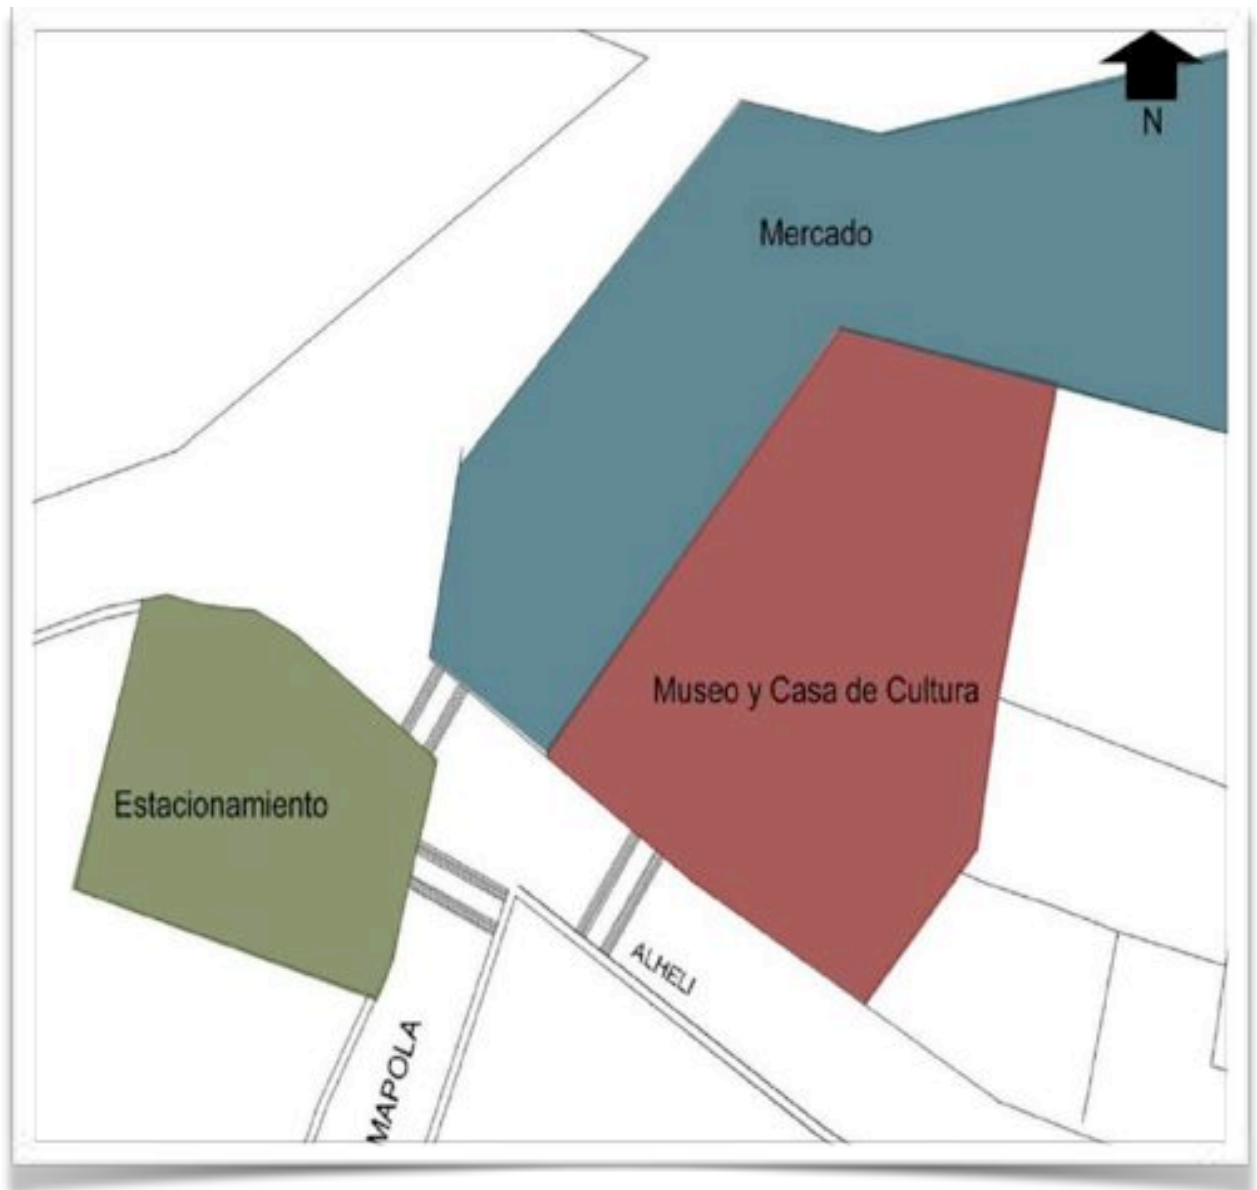 N
Mercado
Museo y Casa de Cultura
Estacionamiento
ALHELI
MAPOLA